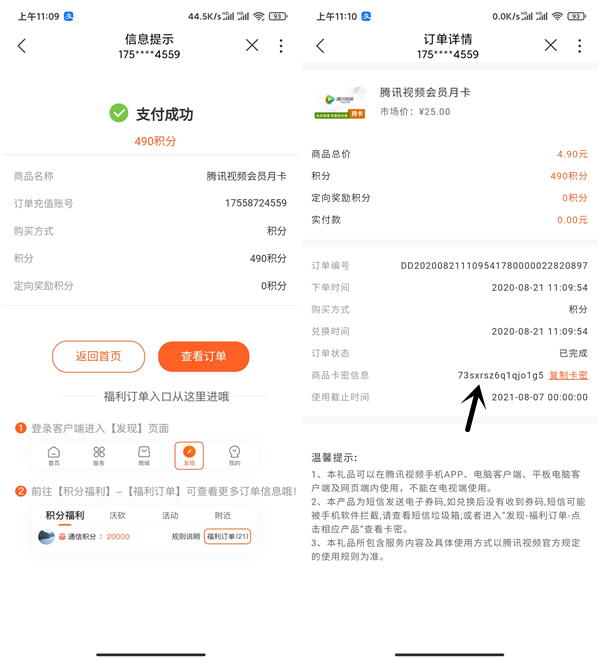 上午11:09
44.5K/s
93
信息提示
175****4559
支付成功
490积分
商品名称
腾讯视频会员月卡
订单充值账号
17558724559
购买方式
积分
积分
490积分
定向奖励积分
0积分
返回首页
查看订单
福利订单入口从这里进哦
1 登录客户端进入【发现】页面
首页
服务
商城
发现
我的
2 前往【积分福利】–【福利订单】可查看更多订单信息哦!
积分福利
沃砍
活动
附近
通信积分: 20000
规则说明
福利订单(21)
上午11:10
0.0K/s
93
订单详情
175****4559
腾讯视频
月卡
腾讯视频会员月卡
市场价: ¥25.00
商品总价
4.90元
积分
490积分
定向奖励积分
0积分
实付款
0.00元
订单编号
DD202008211109541780000022820897
下单时间
2020-08-21 11:09:54
购买方式
积分
兑换时间
2020-08-21 11:09:54
订单状态
已完成
商品卡密信息
73sxrsz6q1qjo1g5 复制卡密
使用截止时间
2021-08-07 00:00:00
温馨提示:
1、本礼品可以在腾讯视频手机APP、电脑客户端、平板电脑客
户端及网页端内使用，不能在电视端使用。
2、本产品为短信发送电子券码,如兑换后没有收到券码,短信可能
被手机软件拦截,请查看短信垃圾箱;或者进入"发现-福利订单-点
击相应产品"查看卡密。
3、本礼品所包含服务内容及具体使用方式以腾讯视频官方规定
的使用规则为准。